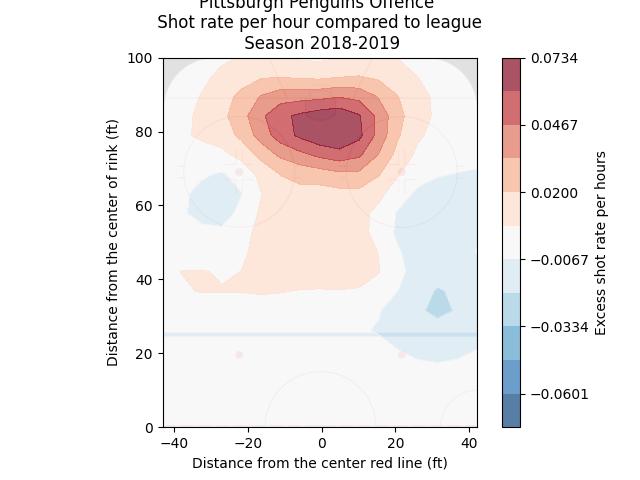 Pittsburgh Penguins Offence
Shot rate per hour compared to league
Season 2018-2019
100
80
60
40
20
0
−40
−20
0
20
40
Distance from the center of rink (ft)
Distance from the center red line (ft)
0.0734
0.0467
0.0200
−0.0067
−0.0334
−0.0601
Excess shot rate per hours